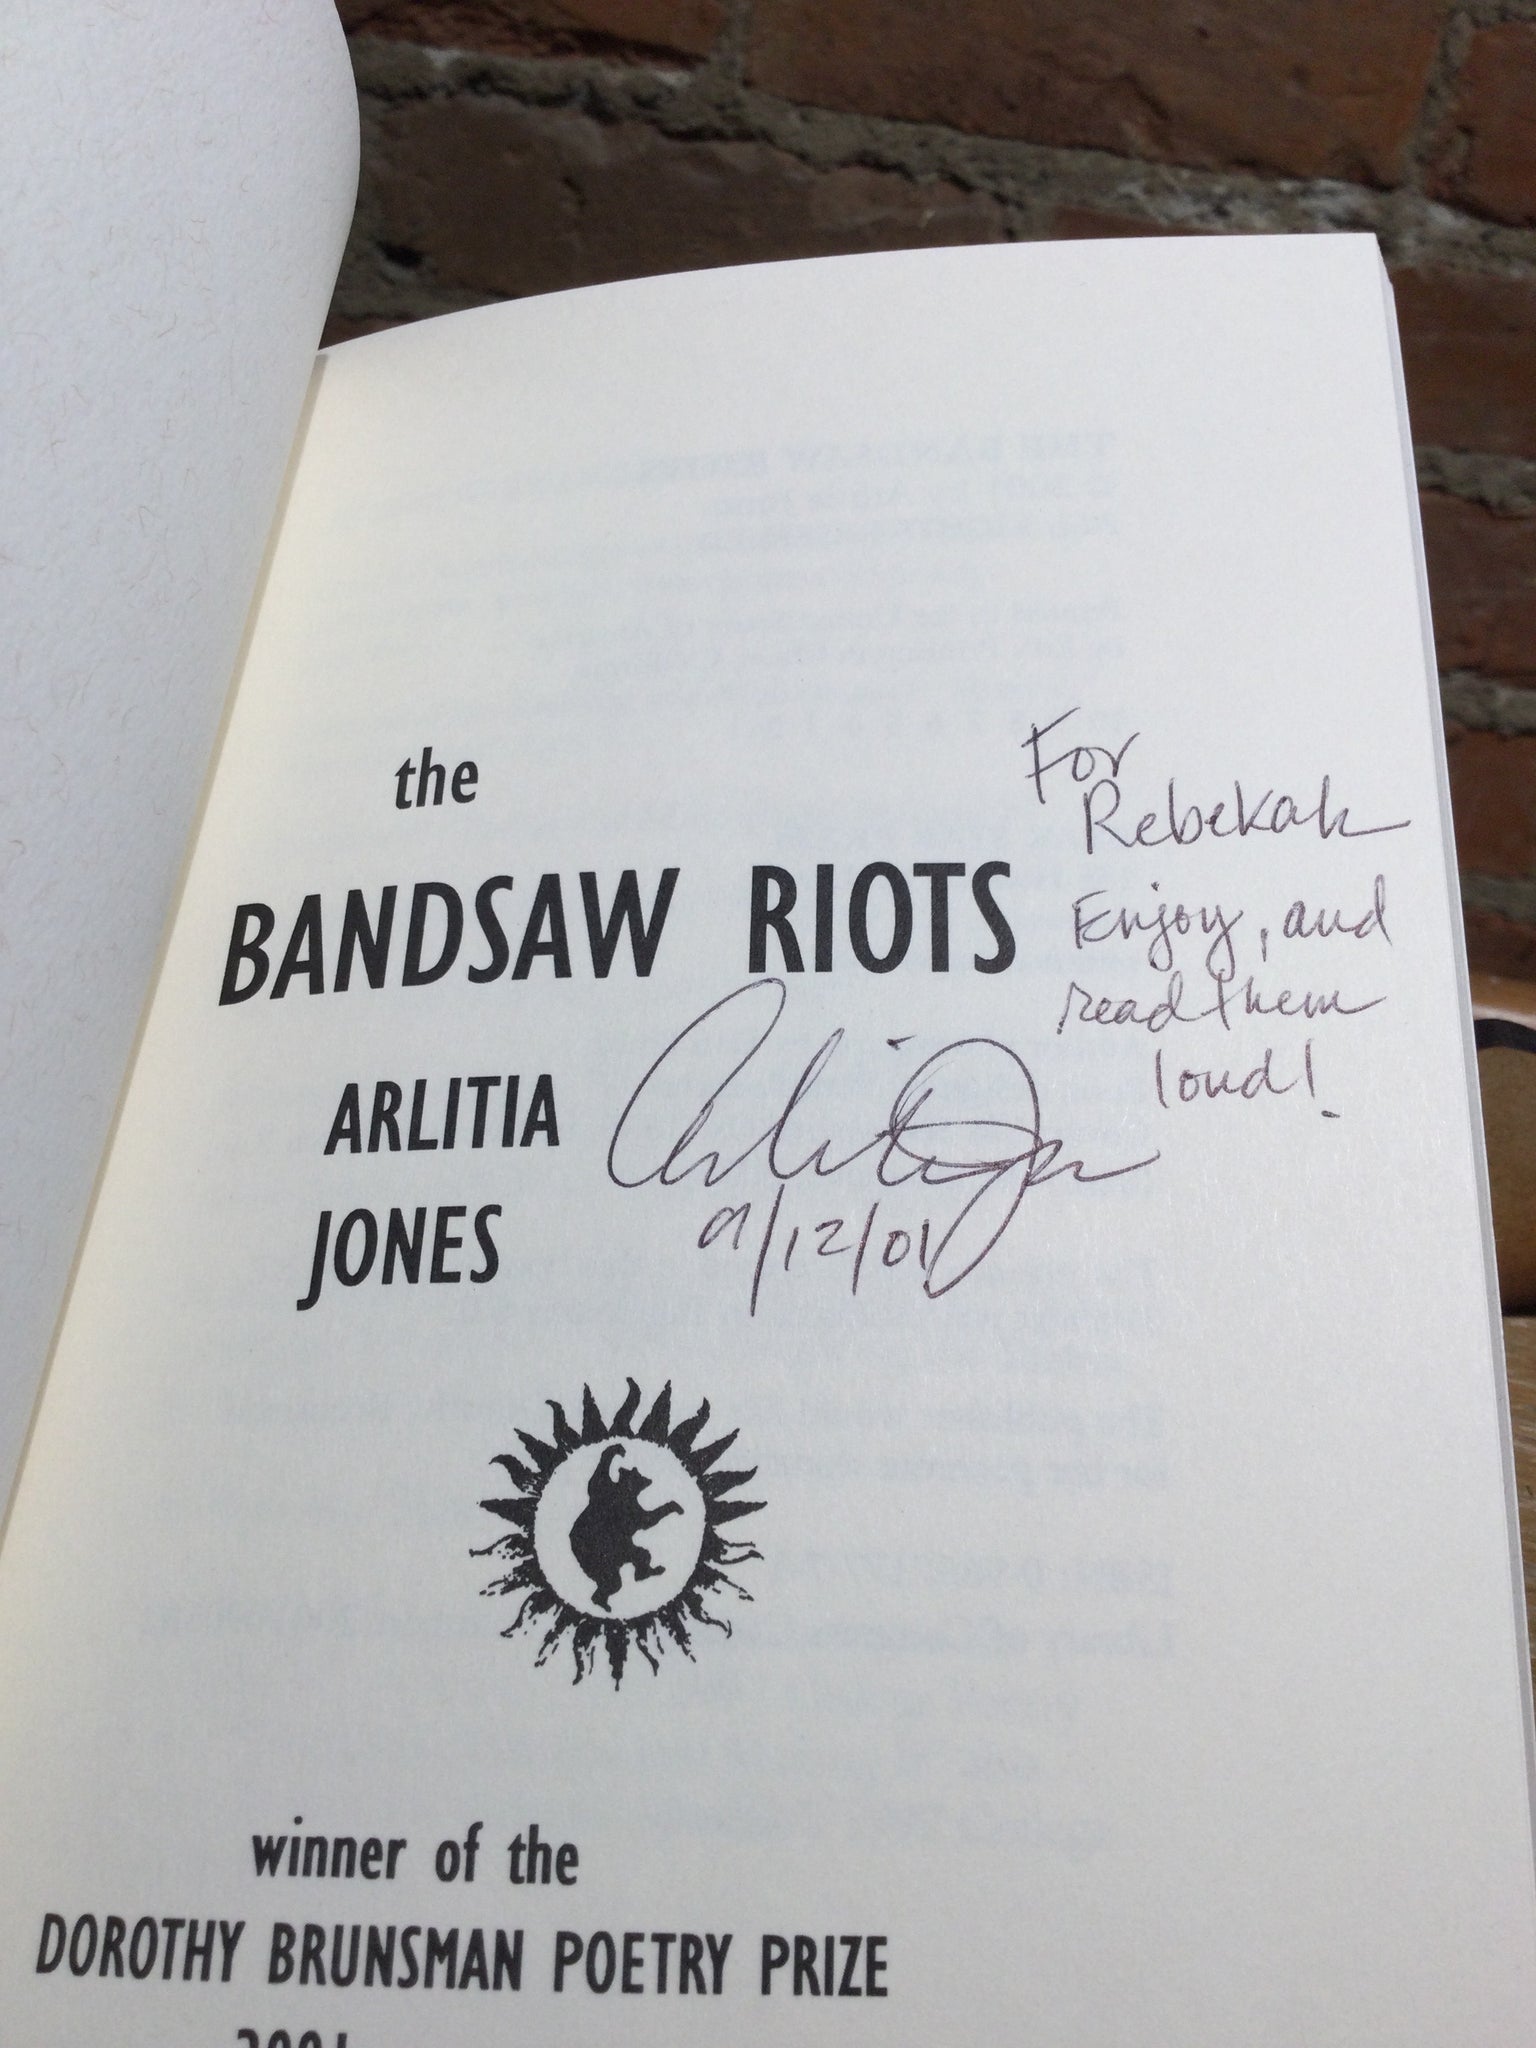 the
BANDSAW RIOTS
ARLITIA
JONES
For
Rebekah
Enjoy, and
read them
loud!
9/12/01
winner of the
DOROTHY BRUNSMAN POETRY PRIZE
2001